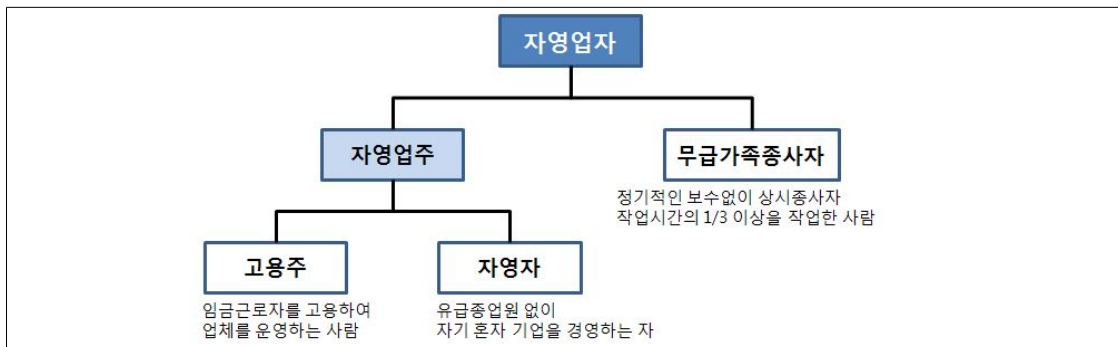 자영업자
자영업주
무급가족종사자
정기적인 보수없이 상시종사자
작업시간의 1/3 이상을 작업한 사람
고용주
자영자
임금근로자를 고용하여
업체를 운영하는 사람
유급종업원 없이
자기 혼자 기업을 경영하는 자